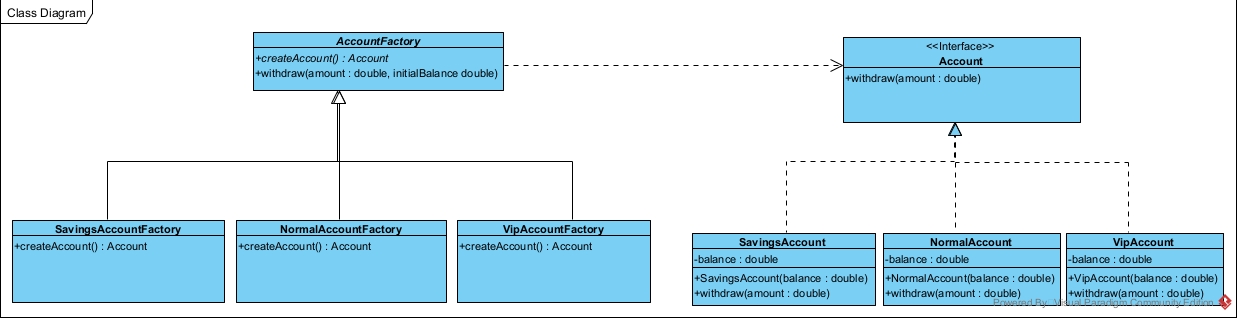 Class Diagram
AccountFactory
+createAccount() : Account
+withdraw(amount : double, initialBalance double)
<<Interface>>
Account
+withdraw(amount : double)
SavingsAccountFactory
+createAccount() : Account
NormalAccountFactory
+createAccount() : Account
VipAccountFactory
+createAccount() : Account
SavingsAccount
-balance : double
+SavingsAccount(balance : double)
+withdraw(amount : double)
NormalAccount
-balance : double
+NormalAccount(balance : double)
+withdraw(amount : double)
VipAccount
-balance : double
+VipAccount(balance : double)
+withdraw(amount : double)
Powered By Visual Paradigm Community Edition